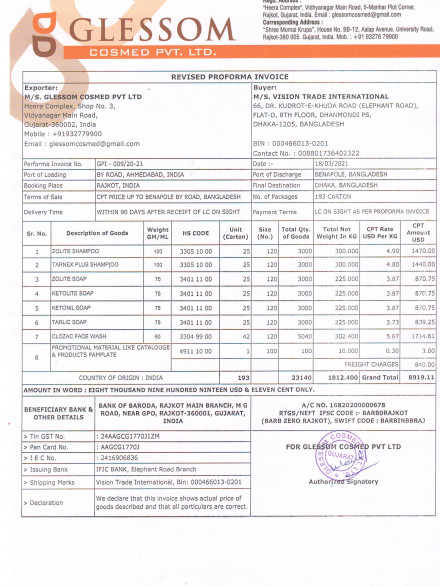 Regd. Address :
"Heera Complex", Vidhyanagar Main Road, S-Manhar Plot Corner,
Rajkot, Gujarat, India. Email : glessomcosmed@gmail.com
Corresponding Address :
"Shree Momai Krupa", House No. BB-12, Aalap Avenue, University Road,
Rajkot-360 005. Gujarat, India. Mob. : +91 93276 79900
GLESSOM
COSMED PVT. LTD.
REVISED PROFORMA INVOICE
Exporter:
M/S. GLESSOM COSMED PVT LTD
Heera Complex, Shop No. 3,
Vidyanagar Main Road,
Gujarat-360002, India
Mobile : +91932779900
Email : glessomcosmed@gmail.com
Buyer:
M/S. VISION TRADE INTERNATIONAL
66, DR. KUDROT-E-KHUDA ROAD (ELEPHANT ROAD),
FLAT-D, 8TH FLOOR, DHANMONDI PS,
DHAKA-1205, BANGLADESH
BIN : 000466013-0201
Contact No. : 008801736402322
Performa Invoice No. GPI - 009/20-21 Date :- 18/03/2021
Port of Loading BY ROAD, AHMEDABAD, INDIA Port of Discharge BENAPOLE, BANGLADESH
Booking Place RAJKOT, INDIA Final Destination DHAKA, BANGLADESH
Terms of Sale CPT PRICE UP TO BENAPOLE BY ROAD, BANGLADESH No. of Packages 193 CARTON
Delivery Time WITHIN 90 DAYS AFTER RECEIPT OF LC ON SIGHT Payment Terms LC ON SIGHT AS PER PROFORMA INVOICE
Sr. No. Description of Goods Weight GM/ML HS CODE Unit (Carton) Size (No.) Total Qty. of Goods Total Net Weight In KG CPT Rate USD Per KG CPT Amount USD
1 ZOLITE SHAMPOO 100 3305 10 00 25 120 3000 300.000 4.90 1470.00
2 TARNEX PLUS SHAMPOO 100 3305 10 00 25 120 3000 300.000 4.80 1440.00
3 ZOLITE SOAP 75 3401 11 00 25 120 3000 225.000 3.87 870.75
4 KETOLITE SOAP 75 3401 11 00 25 120 3000 225.000 3.87 870.75
5 KETONIL SOAP 75 3401 11 00 25 120 3000 225.000 3.87 870.75
6 TARLIC SOAP 75 3401 11 00 25 120 3000 225.000 3.73 839.25
7 CLOZAC FACE WASH 60 3304 99 00 42 120 5040 302.400 5.67 1714.61
8 PROMOTIONAL MATERIAL LIKE CATALOUGE & PRODUCTS PAMPLATE 4911 10 00 1 100 100 10.000 0.30 3.00
FREIGHT CHARGES 840.00
COUNTRY OF ORIGIN : INDIA 193 23140 1812.400 Grand Total 8919.11
AMOUNT IN WORD : EIGHT THOUSAND NINE HUNDRED NINTEEN USD & ELEVEN CENT ONLY.
BENEFICIARY BANK & OTHER DETAILS
BANK OF BARODA, RAJKOT MAIN BRANCH, M G
ROAD, NEAR GPO, RAJKOT-360001, GUJARAT,
INDIA
A/C NO. 16820200000678
RTGS/NEFT IFSC CODE :- BARB0RAJKOT
(BARB ZERO RAJKOT), SWIFT CODE : BARBINBBRAJ
> Tin GST No. : 24AAGCG1770J1ZM
> Pan Card No. : AAGCG1770J
> I E C No. : 2416906836
> Issuing Bank IFIC BANK, Elephant Road Branch
> Shipping Marks Vision Trade International, Bin: 000466013-0201
> Declaration We declare that this invoice shows actual price of
goods described and that all particulars are correct.
FOR GLESSOM COSMED PVT LTD
GUJARAT
Authorized Signatory